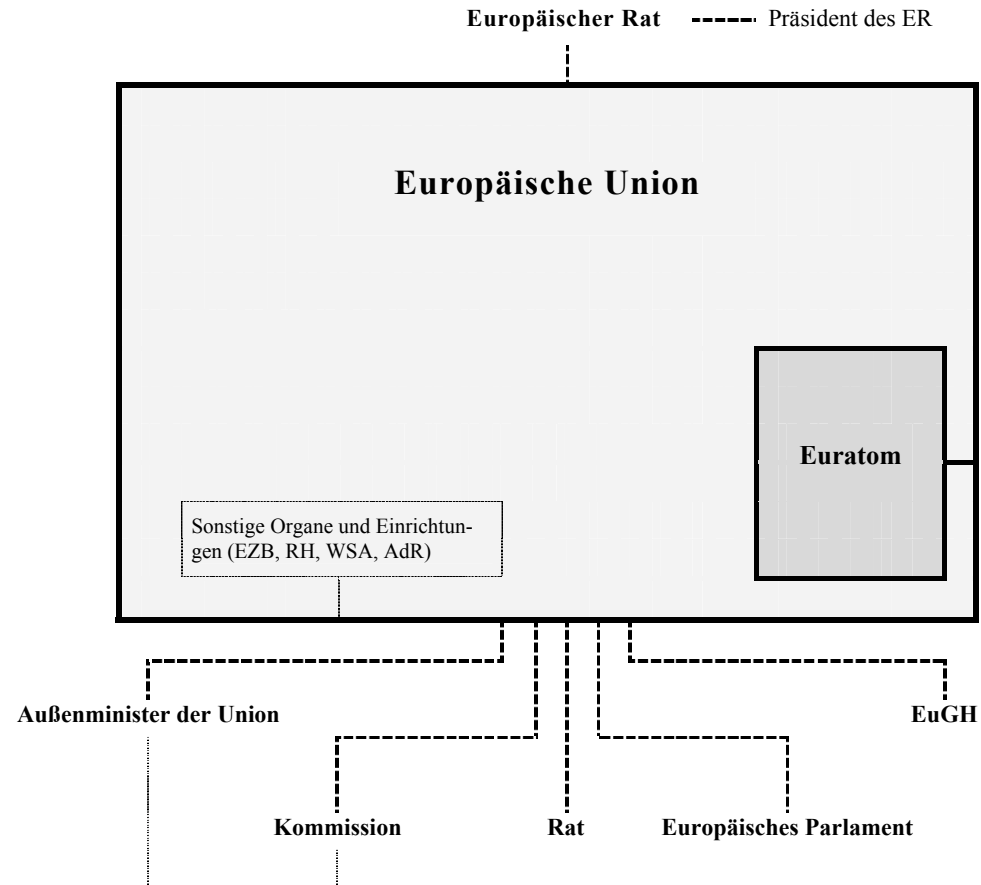 Europäischer Rat
Präsident des ER
Europäische Union
Euratom
Sonstige Organe und Einrichtun-
gen (EZB, RH, WSA, AdR)
Außenminister der Union
EuGH
Kommission
Rat
Europäisches Parlament